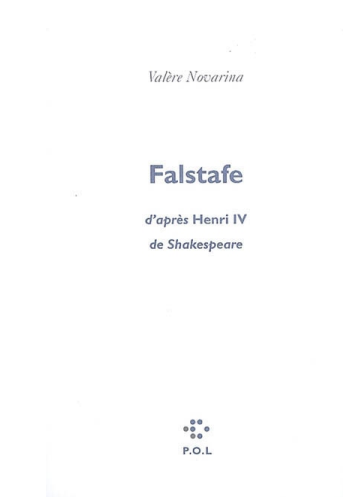 Valère Novarina
Falstafe
d'après Henri IV
de Shakespeare
P.O.L